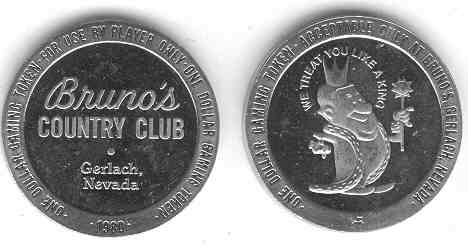 ONE DOLLAR GAMING TOKEN·FOR USE BY PLAYER ONLY·ONE DOLLAR GAMING TOKEN·
Bruno's
COUNTRY CLUB
Gerlach,
Nevada
·1980·
·ONE DOLLAR GAMING TOKEN·ACCEPTABLE ONLY AT BRUNO'S, GERLACH NEVADA·
WE TREAT YOU LIKE A KING